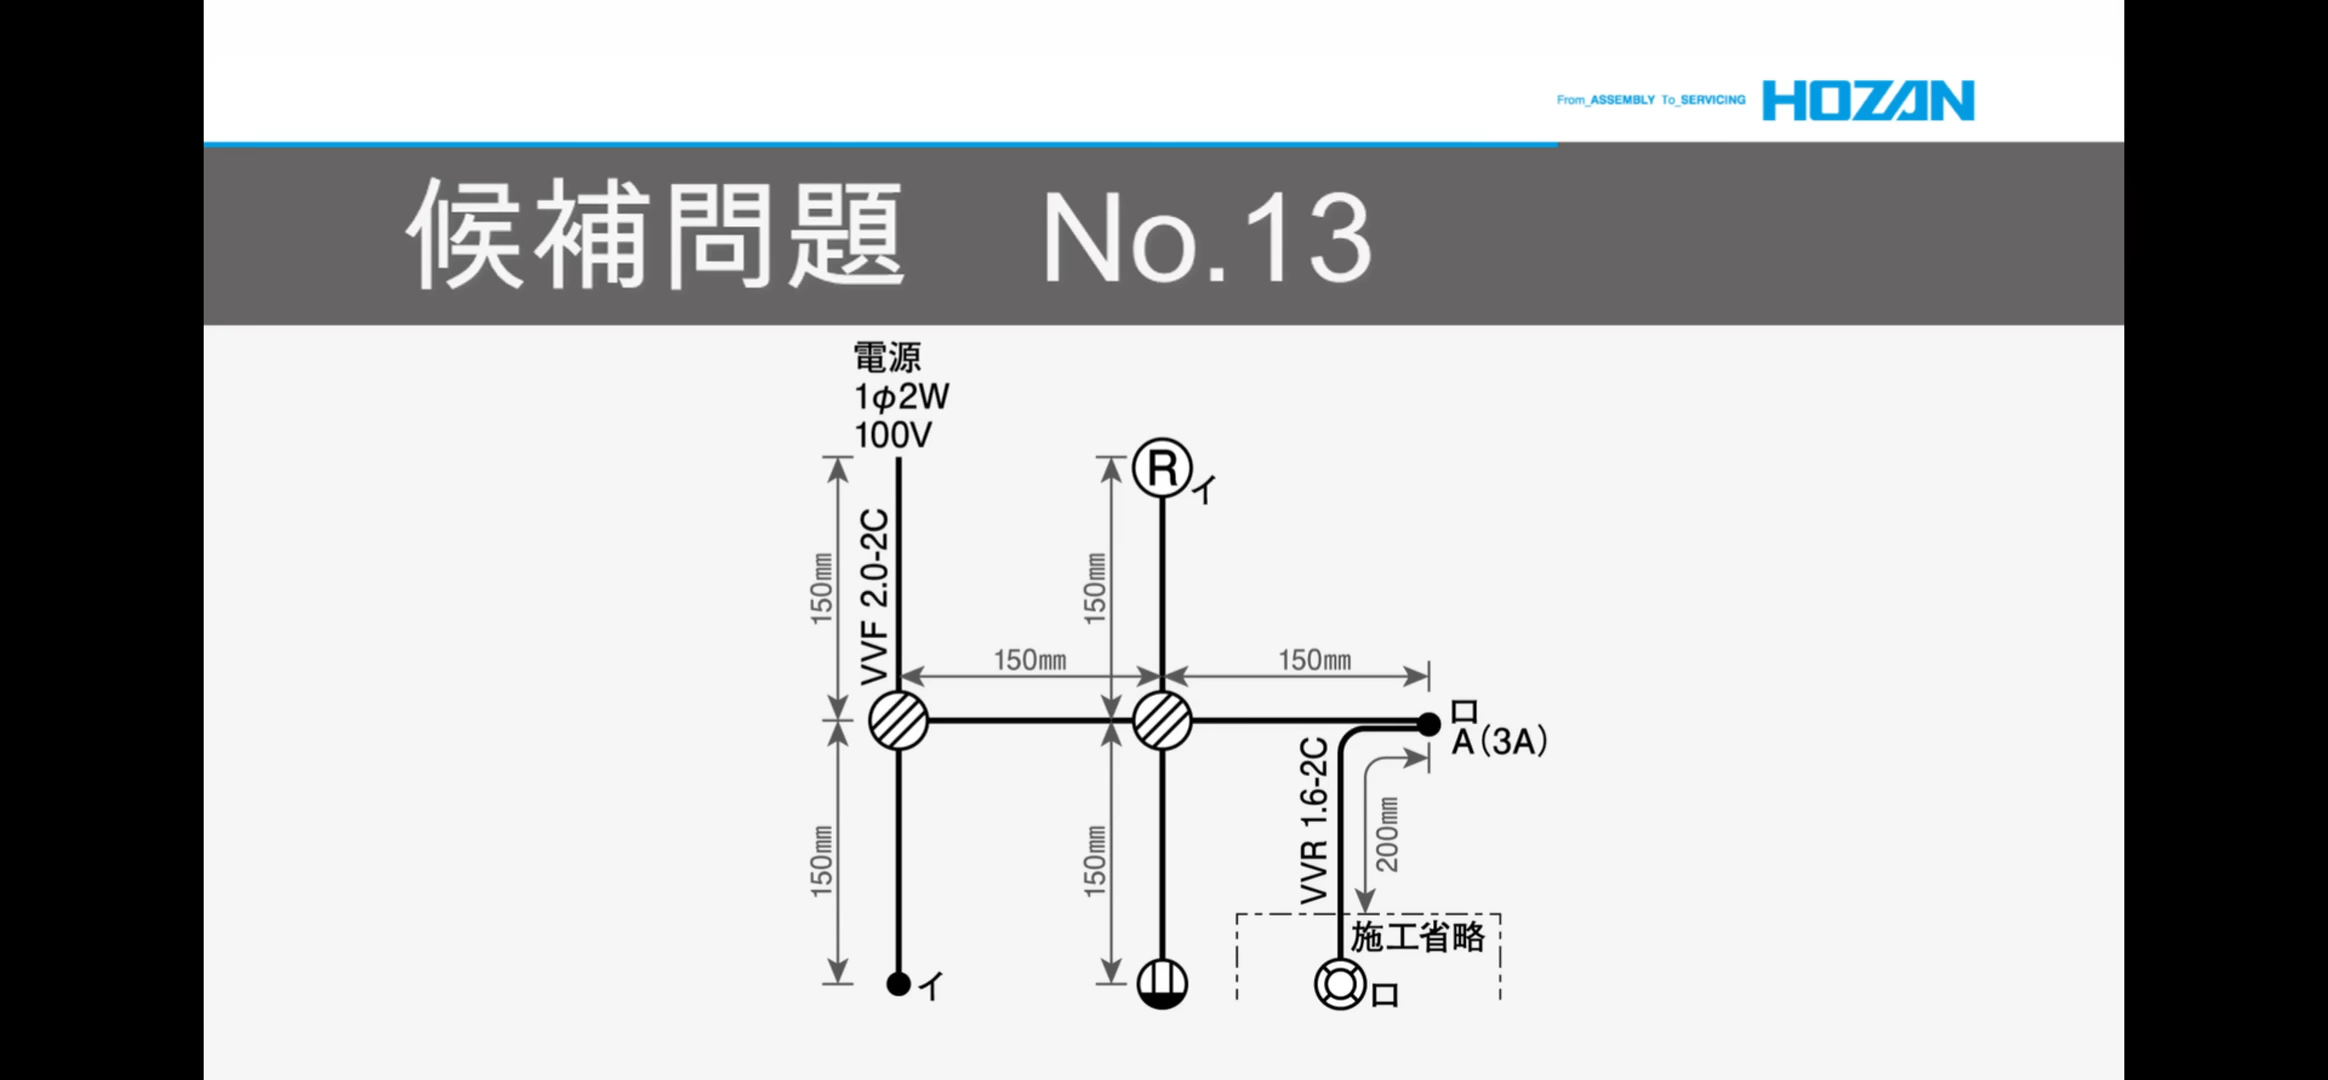 From_ASSEMBLY To_SERVICING HOZAN
候補問題 No.13
電源
1φ2W
100V
R
イ
150mm
VVF 2.0-2C
150mm
150mm
150mm
ロ
A(3A)
150mm
150mm
VVR 1.6-2C
200mm
施工省略
イ
ロ